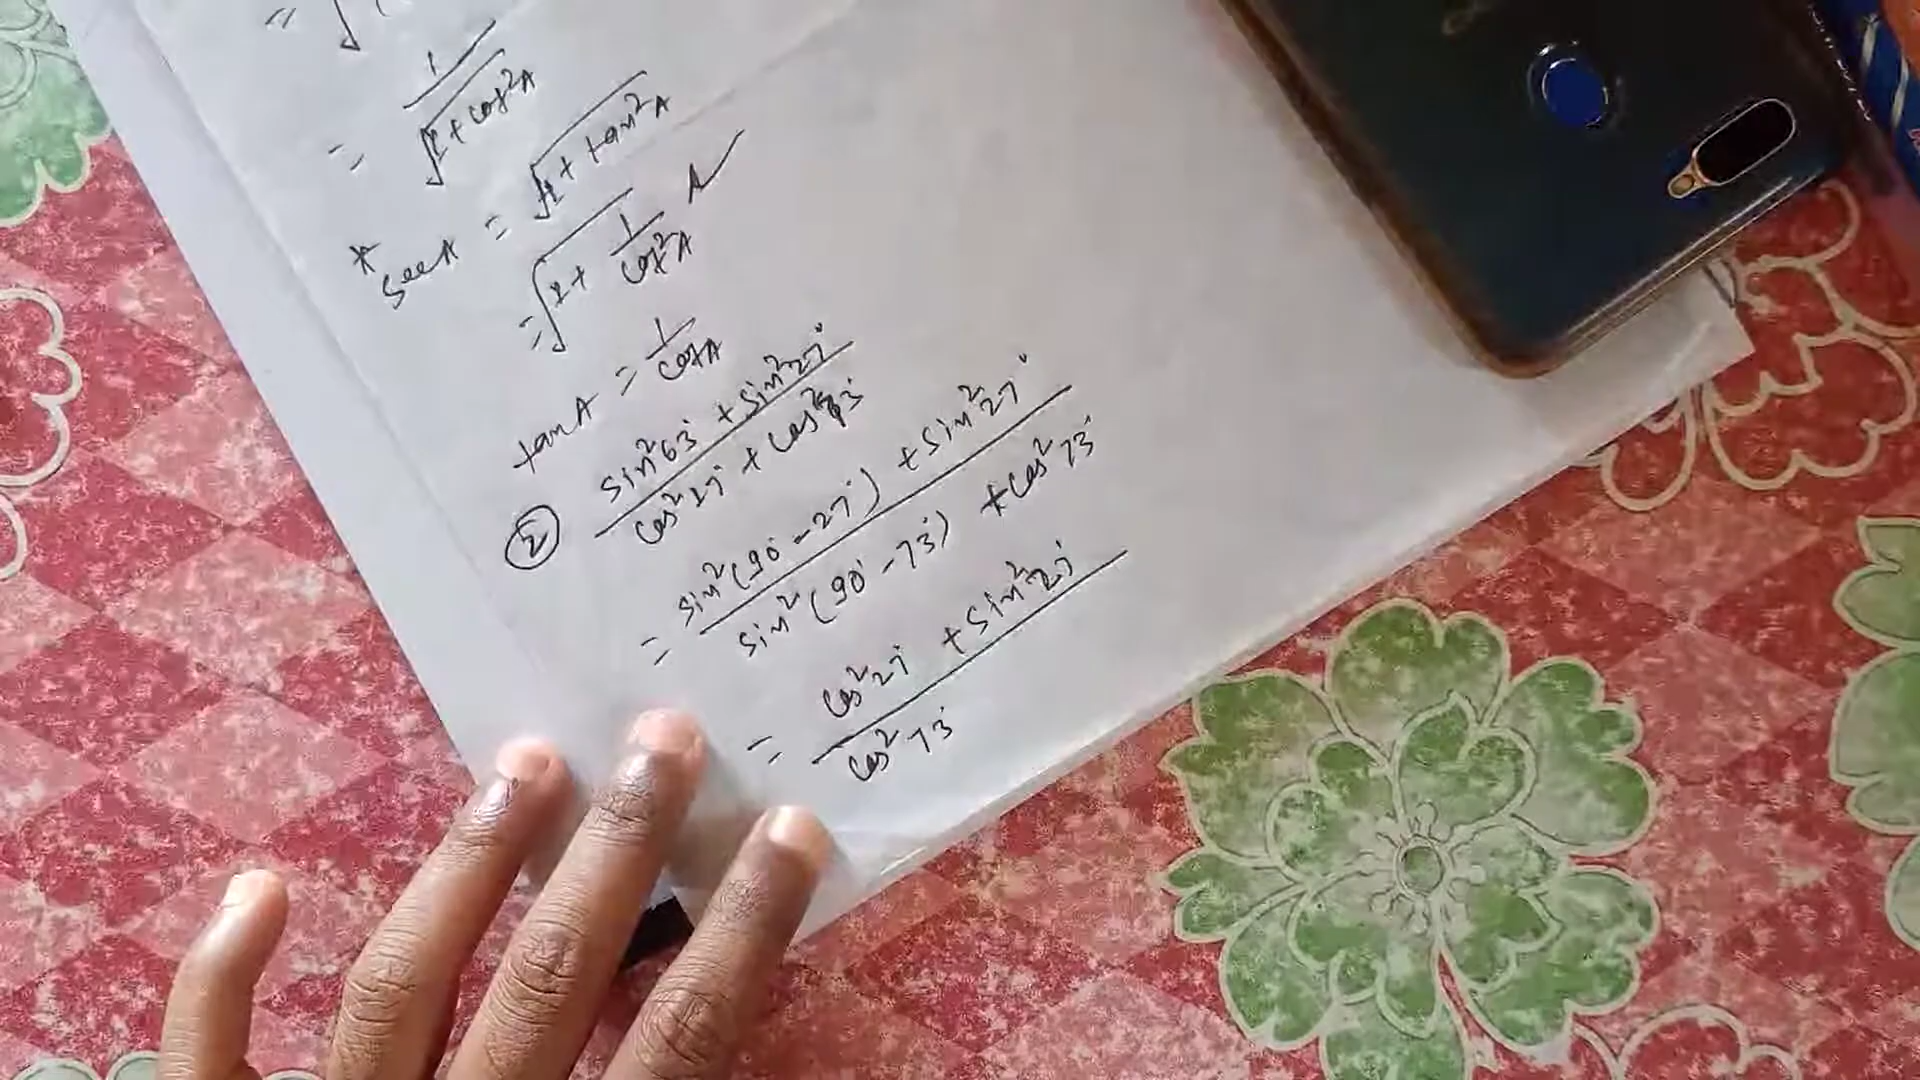 = √
= 1/√1+cot²A
* secA = √1+tan²A
= √1+ 1/cot²A
tanA = 1/cotA
② sin²63° + sin²27° / cos²17° + cos²73°
= sin²(90°-27°) + sin²27° / sin²(90°-73°) + cos²73°
= cos²27° + sin²27° / cos²73°